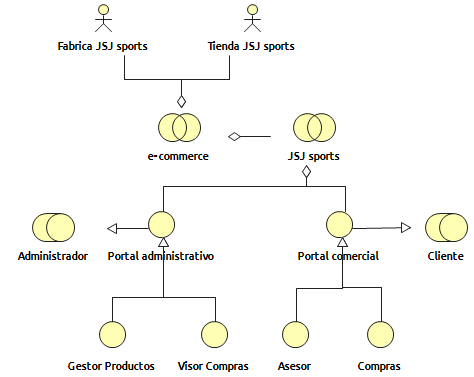 Fabrica JSJ sports
Tienda JSJ sports
e-commerce
JSJ sports
Administrador
Portal administrativo
Portal comercial
Cliente
Gestor Productos
Visor Compras
Asesor
Compras